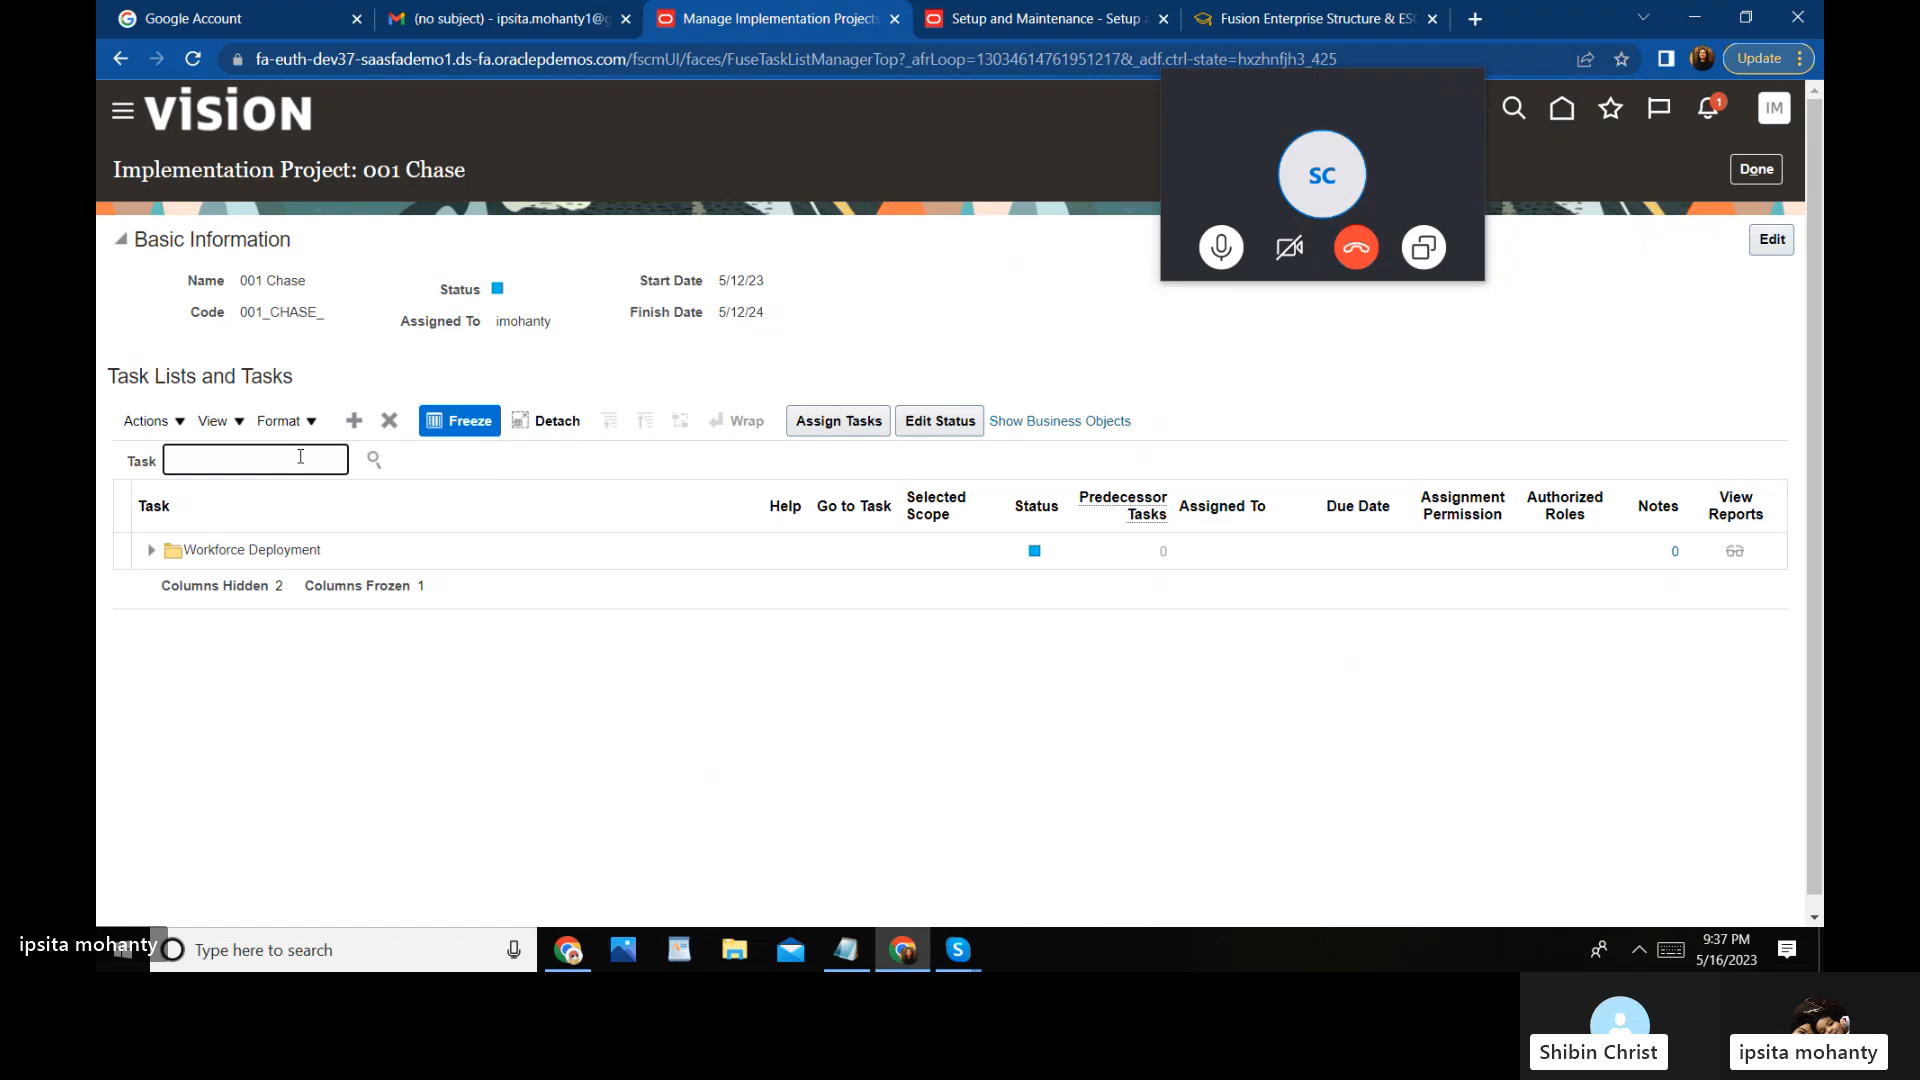 Google Account
(no subject) - ipsita.mohanty1@g
Manage Implementation Projects
Setup and Maintenance - Setup a
Fusion Enterprise Structure & ESC
fa-euth-dev37-saasfademo1.ds-fa.oraclepdemos.com/fscmUI/faces/FuseTaskListManagerTop?_afrLoop=13034614761951217&_adf.ctrl-state=hxzhnfjh3_425
Update
VISION
1
IM
Implementation Project: 001 Chase
Done
SC
Basic Information
Edit
Name 001 Chase
Status
Start Date 5/12/23
Code 001_CHASE_
Assigned To imohanty
Finish Date 5/12/24
Task Lists and Tasks
Actions View Format Freeze Detach Wrap Assign Tasks Edit Status Show Business Objects
Task
Task Help Go to Task Selected Scope Status Predecessor Tasks Assigned To Due Date Assignment Permission Authorized Roles Notes View Reports
Workforce Deployment 0 0
Columns Hidden 2 Columns Frozen 1
ipsita mohanty
Type here to search
9:37 PM
5/16/2023
Shibin Christ
ipsita mohanty